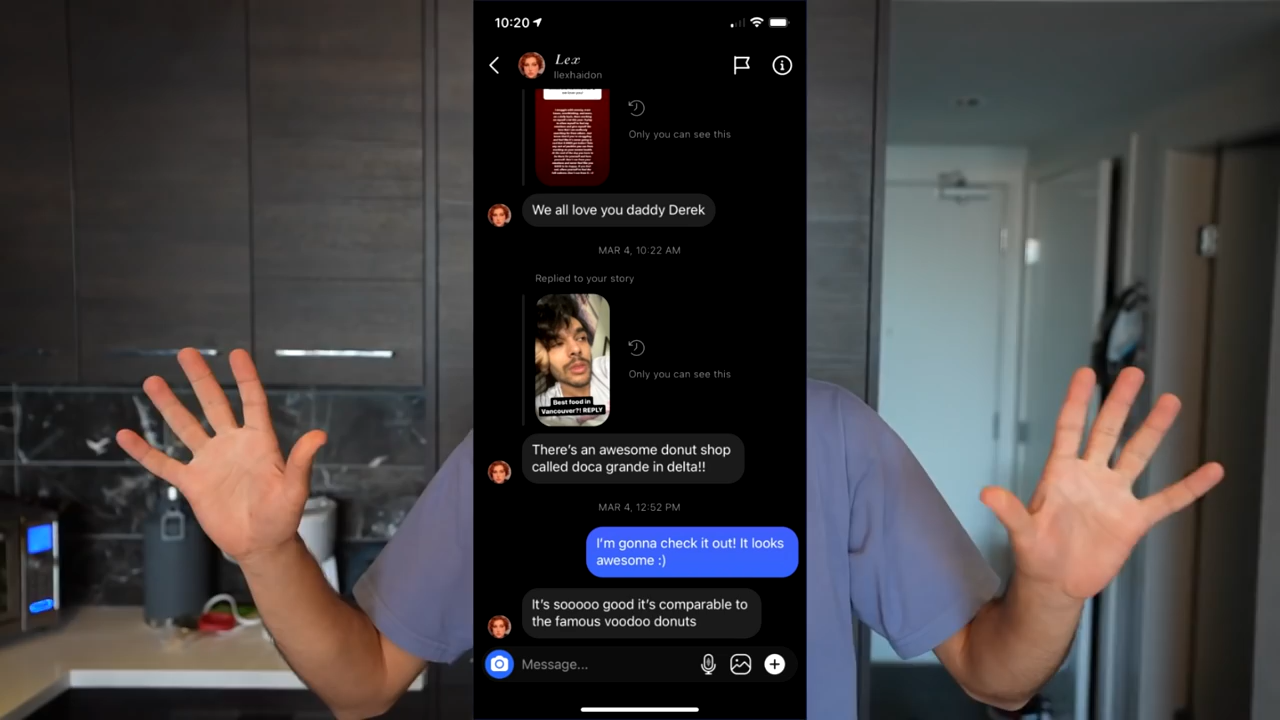 10:20
Lex
llexhaidon
Only you can see this
We all love you daddy Derek
MAR 4, 10:22 AM
Replied to your story
Only you can see this
Best food in
Vancouver?! REPLY
There's an awesome donut shop
called doca grande in delta!!
MAR 4, 12:52 PM
I'm gonna check it out! It looks
awesome :)
It's sooooo good it's comparable to
the famous voodoo donuts
Message...